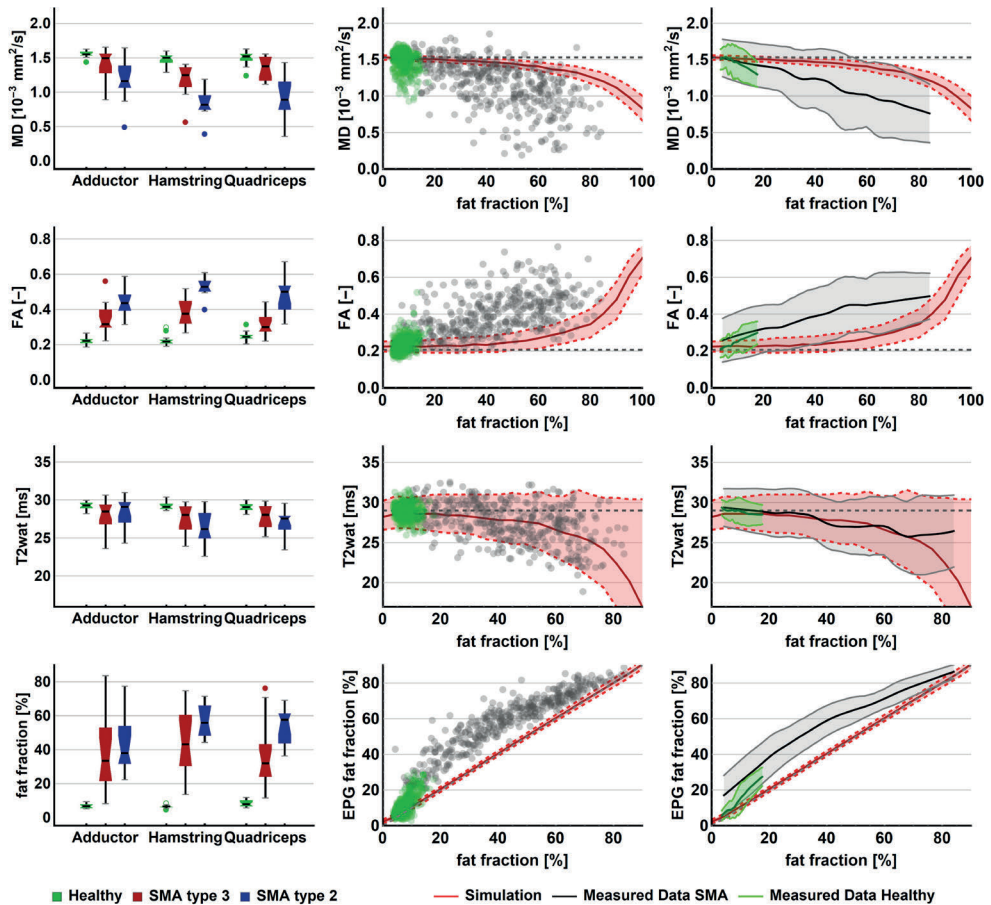 2.0
1.5
1.0
0.5
0.0
MD [10⁻³ mm²/s]
Adductor Hamstring Quadriceps
2.0
1.5
1.0
0.5
0.0
MD [10⁻³ mm²/s]
0 20 40 60 80 100
fat fraction [%]
2.0
1.5
1.0
0.5
0.0
MD [10⁻³ mm²/s]
0 20 40 60 80 100
fat fraction [%]
0.8
0.6
0.4
0.2
0.0
FA [–]
Adductor Hamstring Quadriceps
0.8
0.6
0.4
0.2
0.0
FA [–]
0 20 40 60 80 100
fat fraction [%]
0.8
0.6
0.4
0.2
0.0
FA [–]
0 20 40 60 80 100
fat fraction [%]
35
30
25
20
T2wat [ms]
Adductor Hamstring Quadriceps
35
30
25
20
T2wat [ms]
0 20 40 60 80
fat fraction [%]
35
30
25
20
T2wat [ms]
0 20 40 60 80
fat fraction [%]
80
60
40
20
0
fat fraction [%]
Adductor Hamstring Quadriceps
80
60
40
20
0
EPG fat fraction [%]
0 20 40 60 80
fat fraction [%]
80
60
40
20
0
EPG fat fraction [%]
0 20 40 60 80
fat fraction [%]
Healthy SMA type 3 SMA type 2 Simulation Measured Data SMA Measured Data Healthy